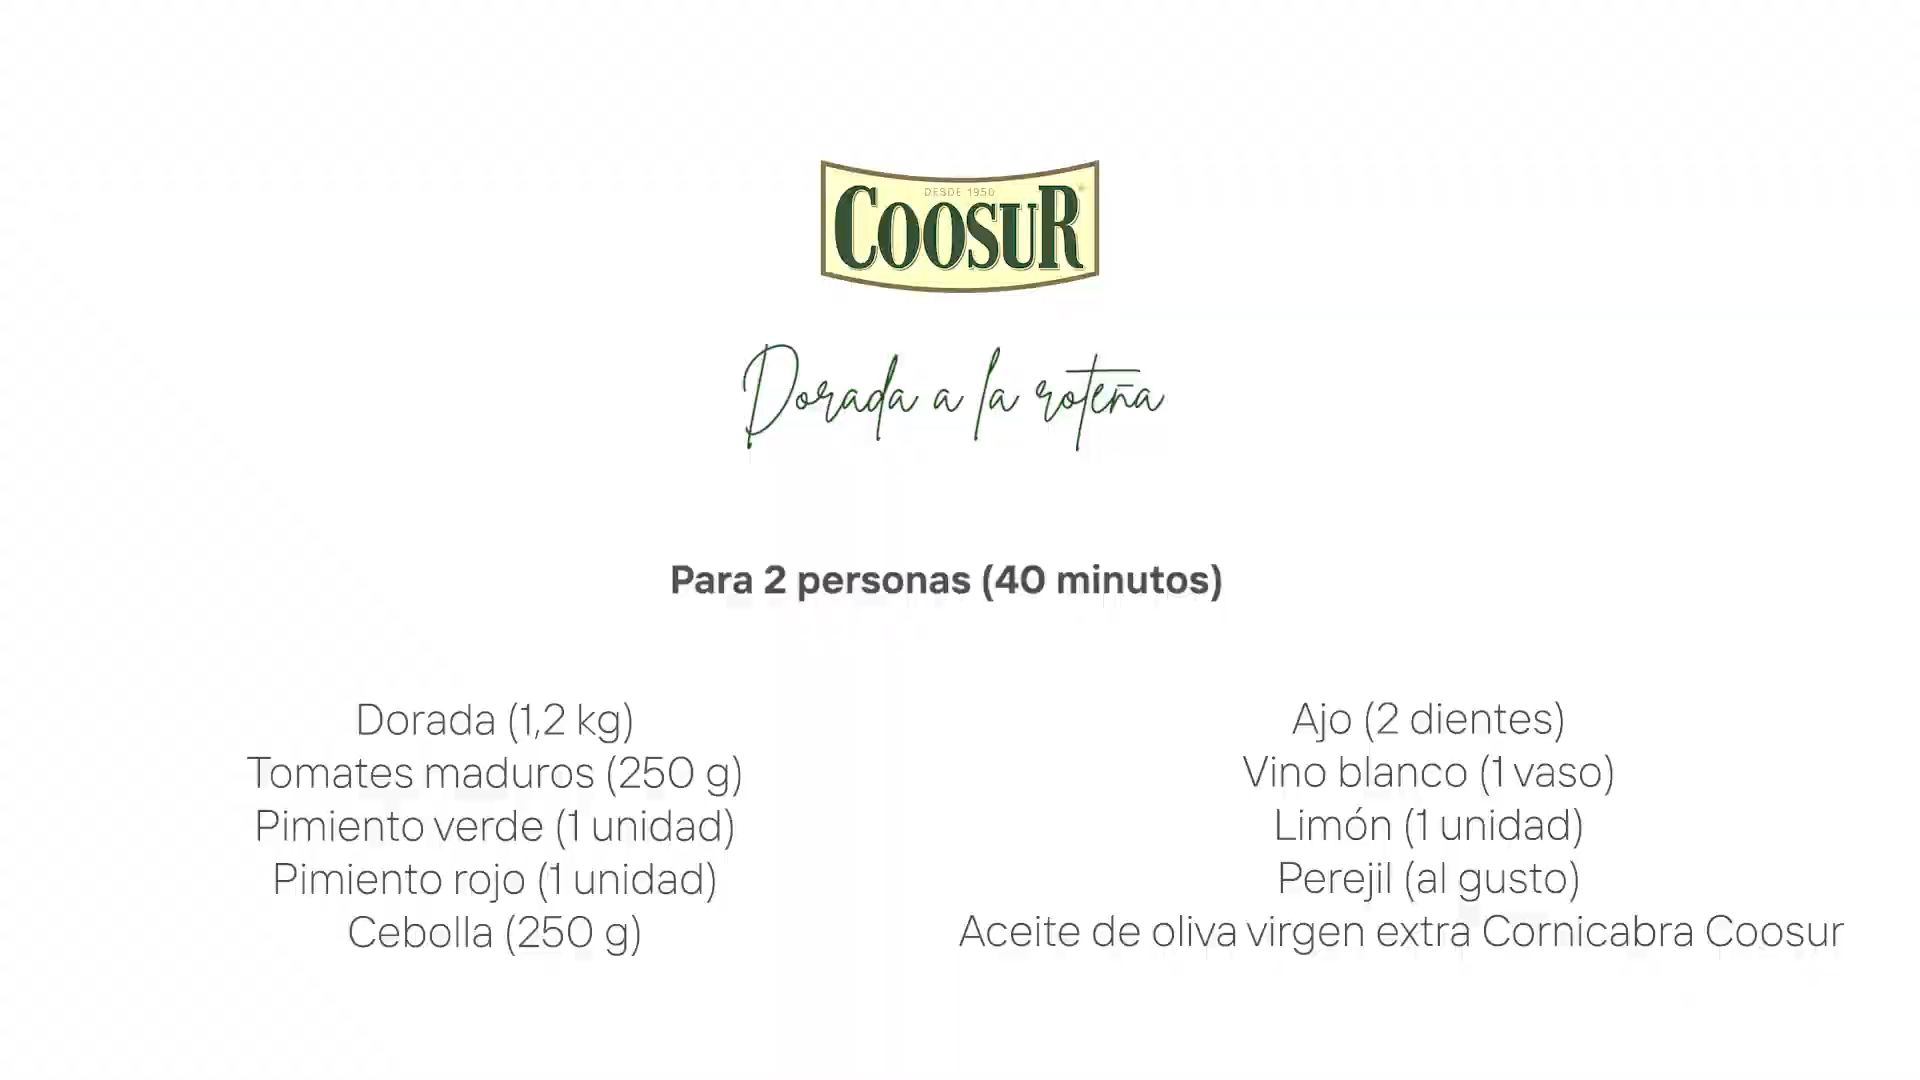 DESDE 1950
COOSUR
Dorada a la roteña
Para 2 personas (40 minutos)
Dorada (1,2 kg)
Tomates maduros (250 g)
Pimiento verde (1 unidad)
Pimiento rojo (1 unidad)
Cebolla (250 g)
Ajo (2 dientes)
Vino blanco (1 vaso)
Limón (1 unidad)
Perejil (al gusto)
Aceite de oliva virgen extra Cornicabra Coosur